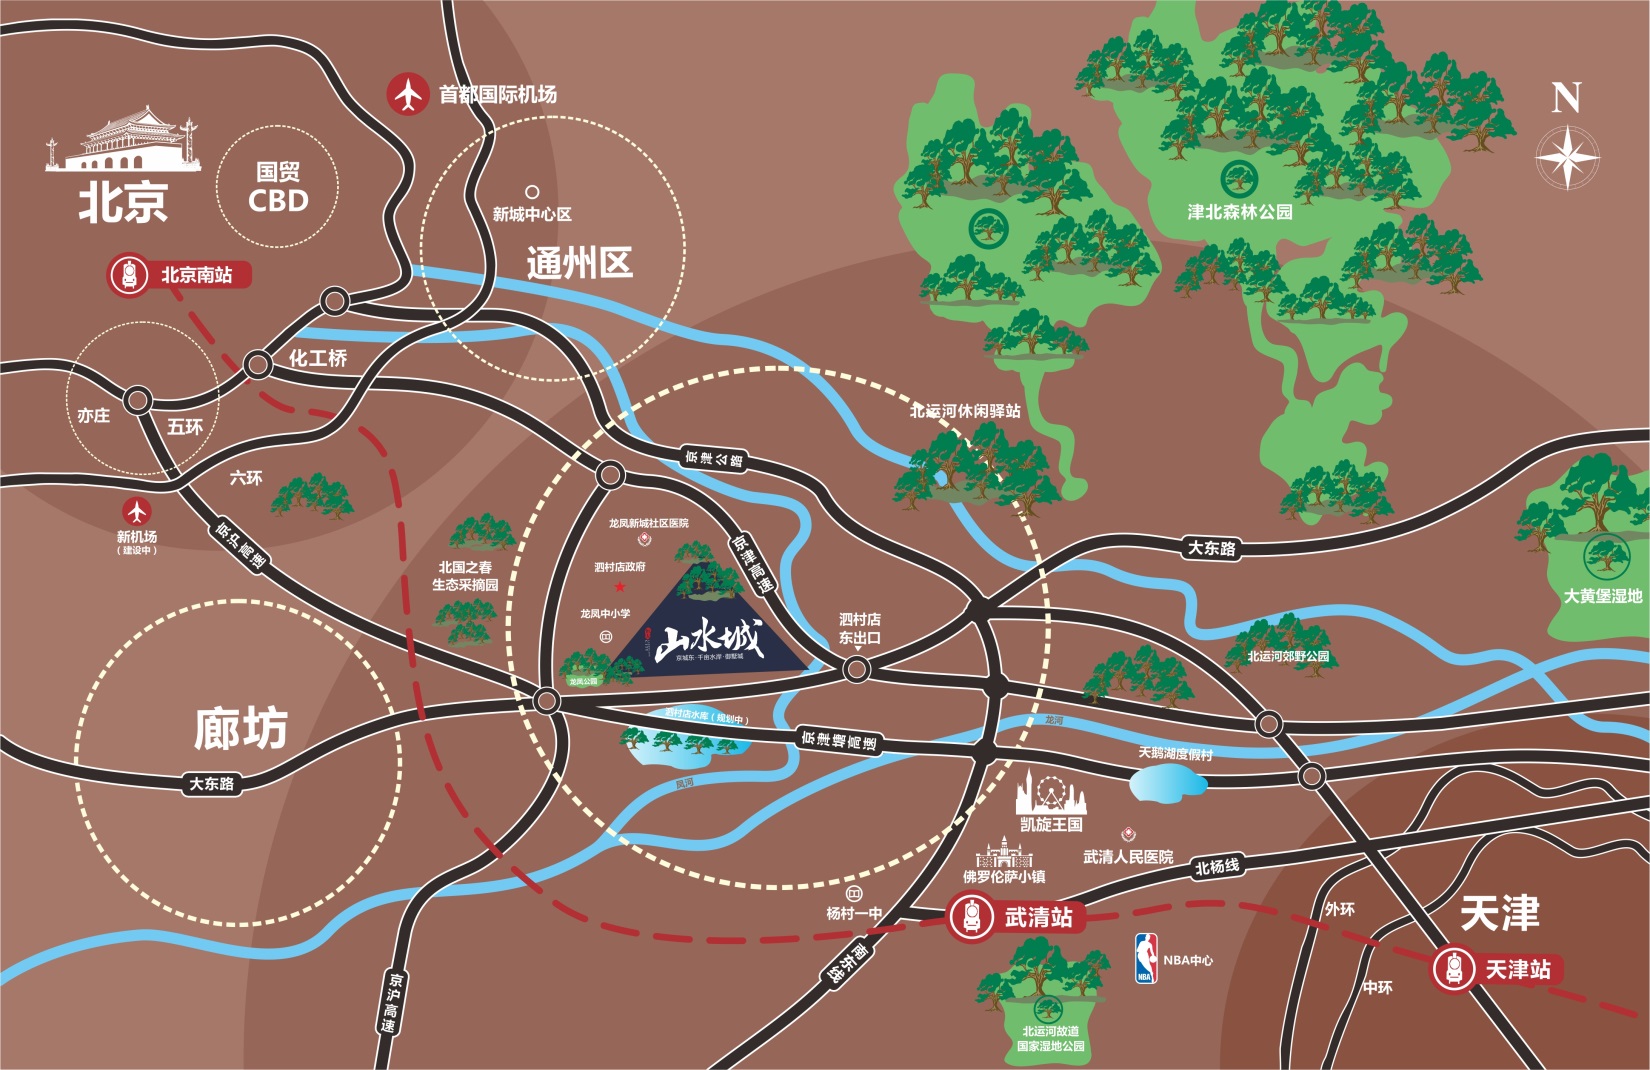 首都国际机场
N
国贸
CBD
北京
新城中心区
津北森林公园
通州区
北京南站
化工桥
亦庄
五环
北运河休闲驿站
京津公路
六环
龙凤新城社区医院
新机场
(建设中)
京沪高速
京津高速
大东路
北国之春
生态采摘园
泗村店政府
大黄堡湿地
龙凤中小学
泗村店
东出口
山水城
京城东·千亩水岸·御墅城
北运河郊野公园
龙凤公园
廊坊
泗村店水库(规划中)
龙河
京津塘高速
天鹅湖度假村
大东路
凤河
凯旋王国
武清人民医院
佛罗伦萨小镇
北杨线
杨村一中
武清站
外环
天津
南东线
NBA
NBA中心
天津站
京沪高速
中环
北运河故道
国家湿地公园